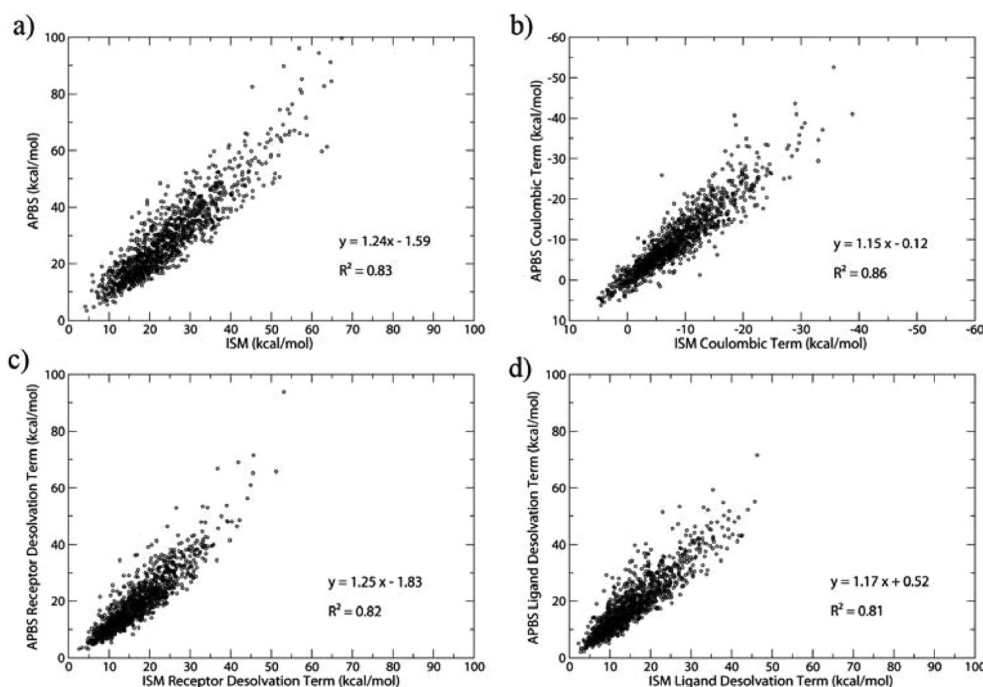 a)
100
80
60
40
20
0
APBS (kcal/mol)
y = 1.24x - 1.59
R² = 0.83
0 10 20 30 40 50 60 70 80 90 100
ISM (kcal/mol)
b)
-60
-50
-40
-30
-20
-10
0
10
APBS Coulombic Term (kcal/mol)
y = 1.15 x - 0.12
R² = 0.86
10 0 -10 -20 -30 -40 -50 -60
ISM Coulombic Term (kcal/mol)
c)
100
80
60
40
20
0
APBS Receptor Desolvation Term (kcal/mol)
y = 1.25 x - 1.83
R² = 0.82
0 10 20 30 40 50 60 70 80 90 100
ISM Receptor Desolvation Term (kcal/mol)
d)
100
80
60
40
20
0
APBS Ligand Desolvation Term (kcal/mol)
y = 1.17 x + 0.52
R² = 0.81
0 10 20 30 40 50 60 70 80 90 100
ISM Ligand Desolvation Term (kcal/mol)